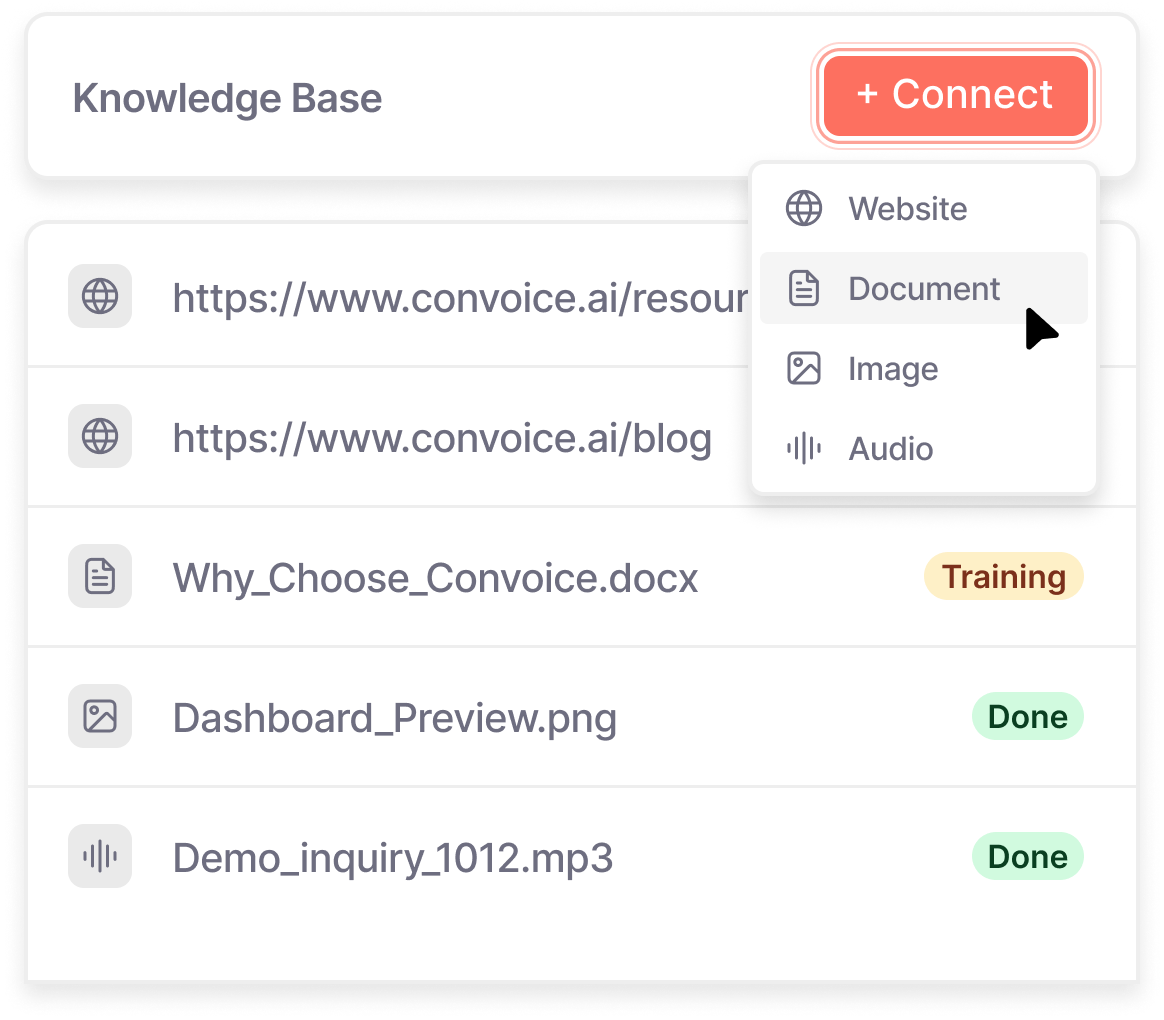 Knowledge Base
+ Connect
Website
Document
Image
Audio
https://www.convoice.ai/resour
https://www.convoice.ai/blog
Why_Choose_Convoice.docx
Training
Dashboard_Preview.png
Done
Demo_inquiry_1012.mp3
Done